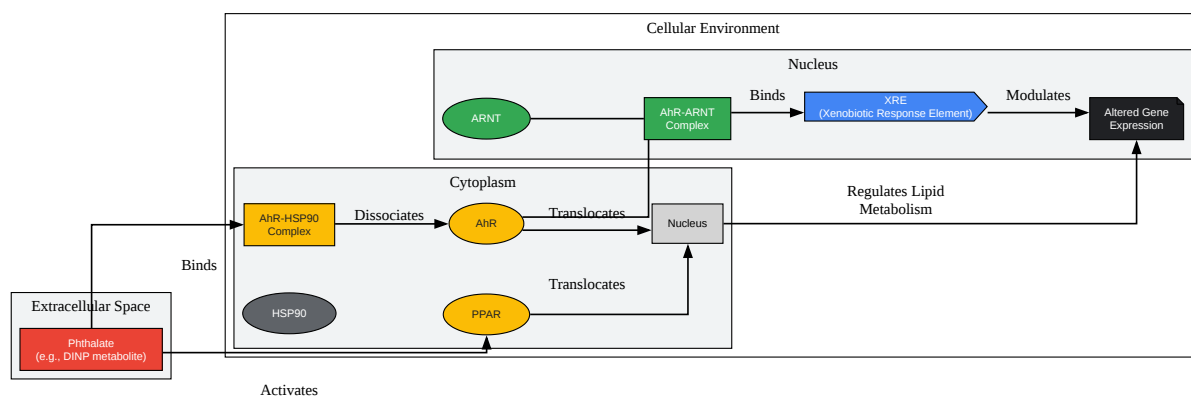 Cellular Environment
Nucleus
ARNT
AhR-ARNT
Complex
Binds
XRE
(Xenobiotic Response Element)
Modulates
Altered Gene
Expression
Cytoplasm
AhR-HSP90
Complex
Dissociates
AhR
Translocates
Nucleus
Regulates Lipid
Metabolism
Binds
HSP90
PPAR
Translocates
Extracellular Space
Phthalate
(e.g., DINP metabolite)
Activates